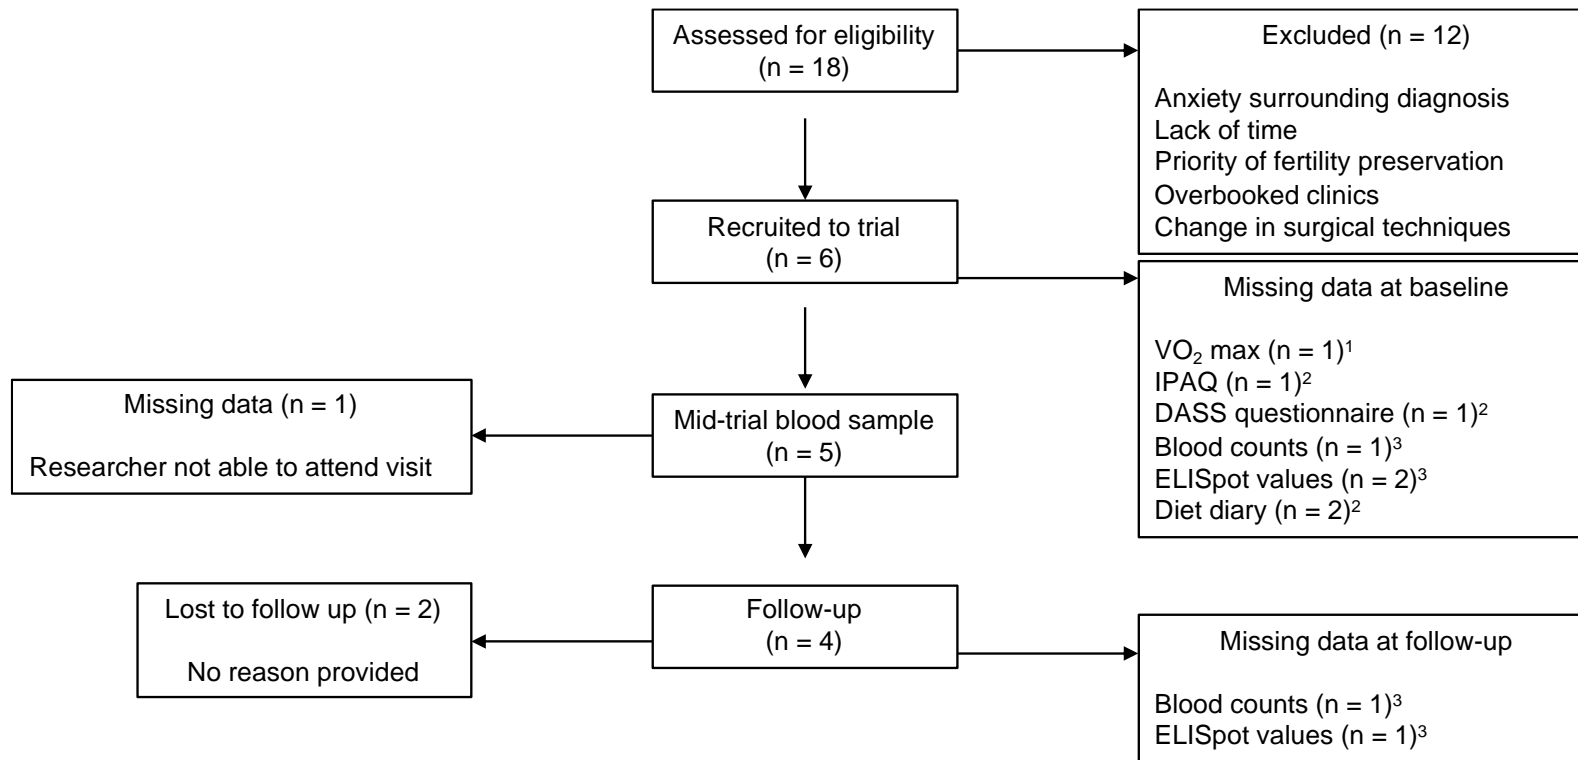 Assessed for eligibility
(n = 18)
Excluded (n = 12)
Anxiety surrounding diagnosis
Lack of time
Priority of fertility preservation
Overbooked clinics
Change in surgical techniques
Recruited to trial
(n = 6)
Missing data at baseline
VO₂ max (n = 1)¹
IPAQ (n = 1)²
DASS questionnaire (n = 1)²
Blood counts (n = 1)³
ELISpot values (n = 2)³
Diet diary (n = 2)²
Missing data (n = 1)
Researcher not able to attend visit
Mid-trial blood sample
(n = 5)
Lost to follow up (n = 2)
No reason provided
Follow-up
(n = 4)
Missing data at follow-up
Blood counts (n = 1)³
ELISpot values (n = 1)³